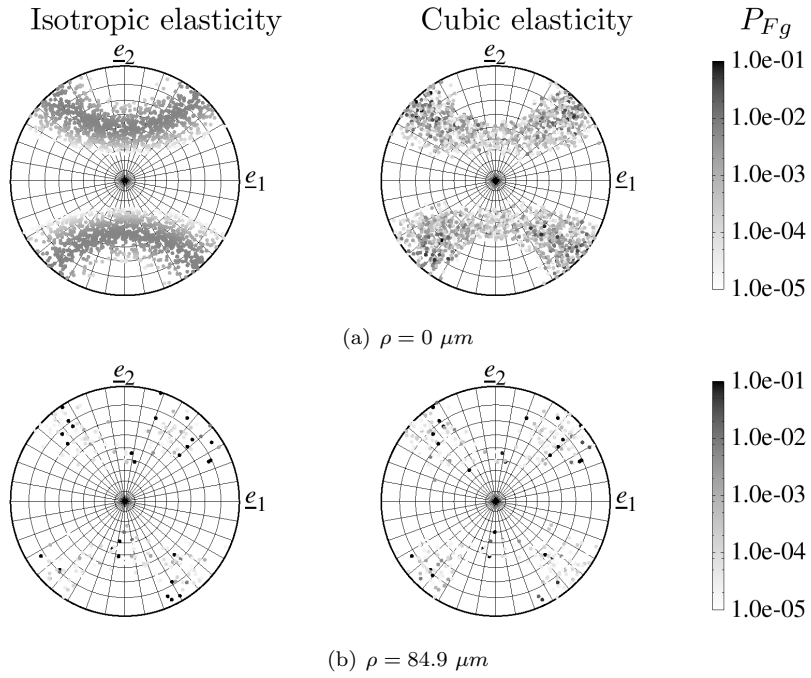 Isotropic elasticity Cubic elasticity P_{Fg}
e_2 e_2
1.0e-01
1.0e-02
e_1 e_1
1.0e-03
1.0e-04
1.0e-05
(a) ρ = 0 μm
e_2 e_2
1.0e-01
1.0e-02
e_1 e_1
1.0e-03
1.0e-04
1.0e-05
(b) ρ = 84.9 μm